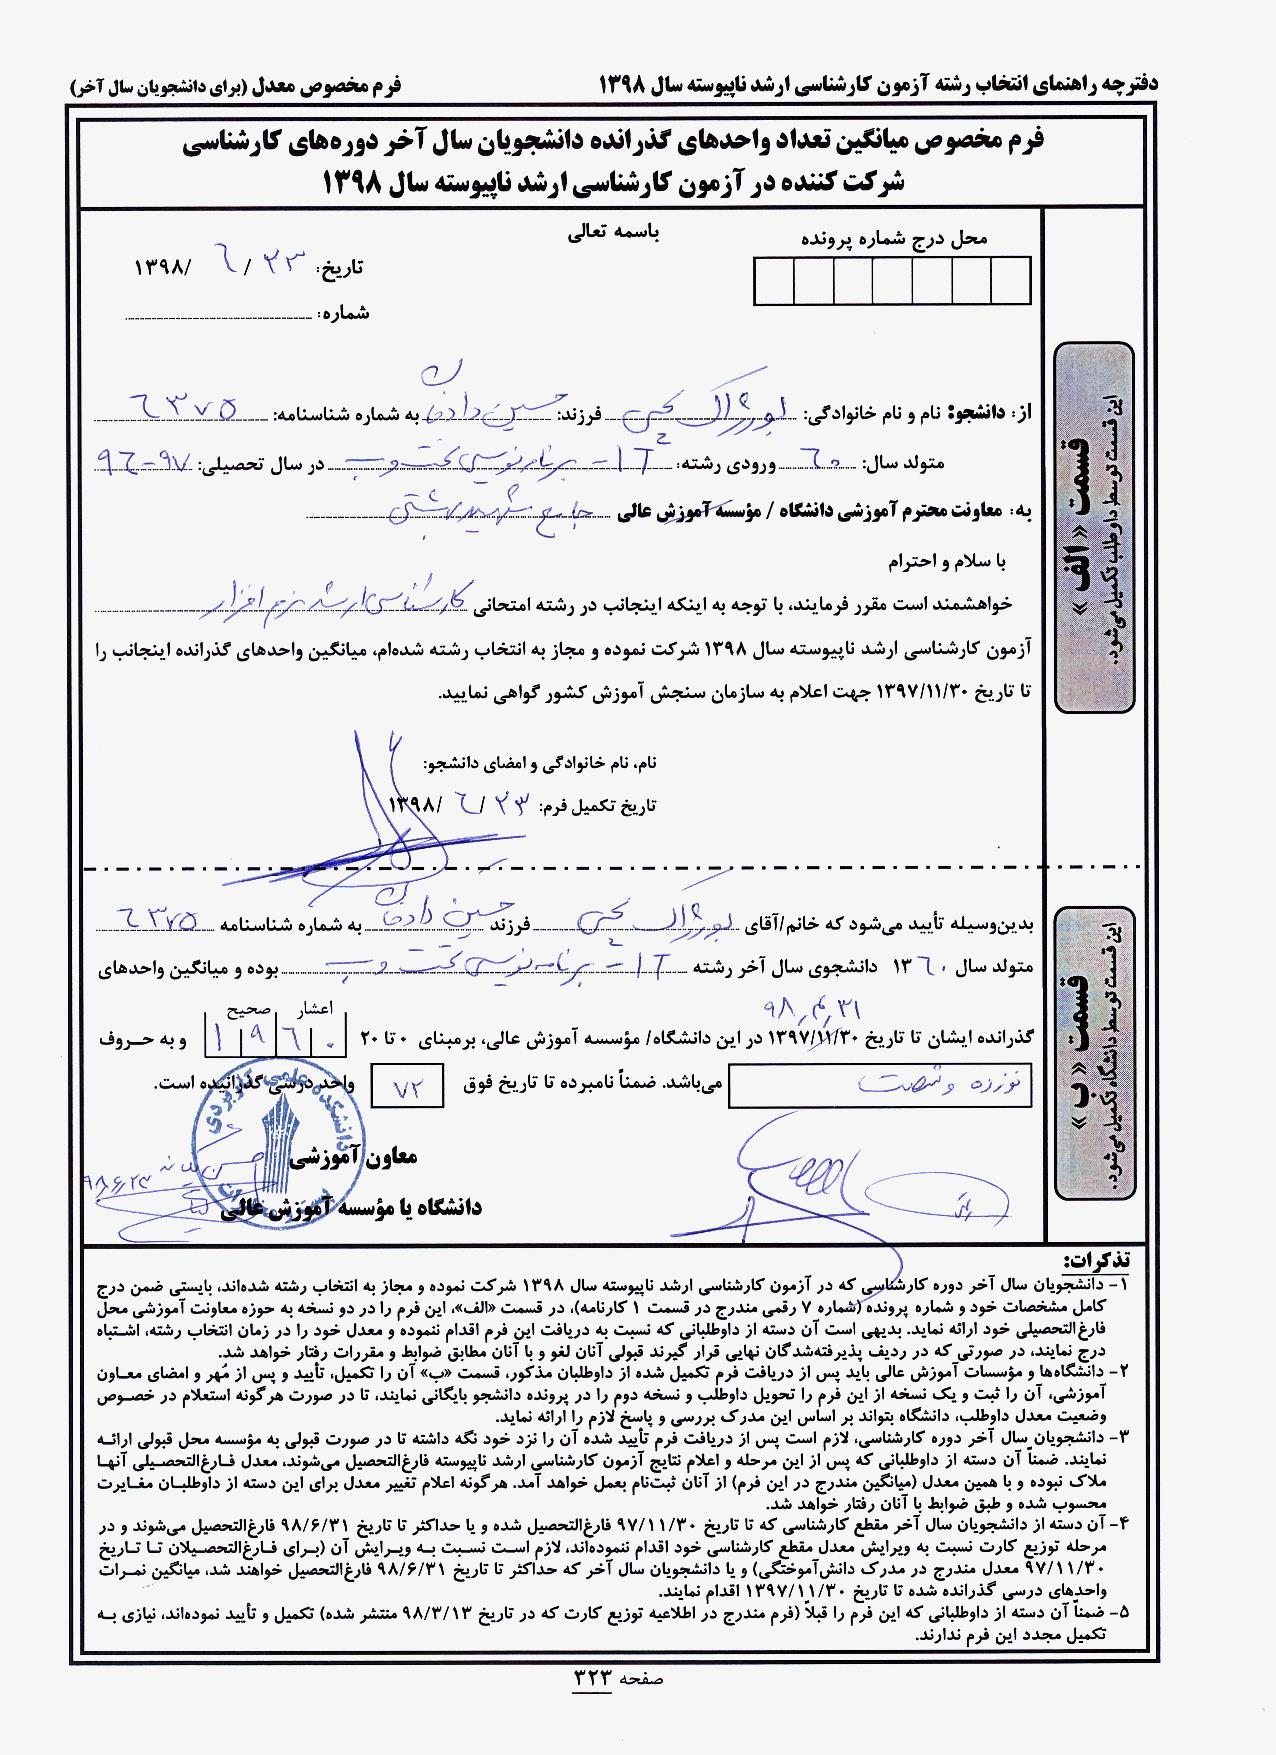 دفترچه راهنمای انتخاب رشته آزمون کارشناسی ارشد ناپیوسته سال ۱۳۹۸ فرم مخصوص معدل (برای دانشجویان سال آخر)
فرم مخصوص میانگین تعداد واحدهای گذرانده دانشجویان سال آخر دوره‌های کارشناسی
شرکت کننده در آزمون کارشناسی ارشد ناپیوسته سال ۱۳۹۸
باسمه تعالی
محل درج شماره پرونده
تاریخ: ۲۳ / ۶ /۱۳۹۸
شماره:
قسمت «الف»
این قسمت توسط داوطلب تکمیل می‌شود.
از: دانشجو: نام و نام خانوادگی: فرزند: حسین به شماره شناسنامه: ۶۳۷۵
متولد سال: ۶۰ ورودی رشته: IT - برنامه‌نویسی تحت وب در سال تحصیلی: ۹۷-۹۶
به: معاونت محترم آموزشی دانشگاه / مؤسسه آموزش عالی جامع شهید بهشتی
با سلام و احترام
خواهشمند است مقرر فرمایند، با توجه به اینکه اینجانب در رشته امتحانی کارشناسی ارشد نرم افزار
آزمون کارشناسی ارشد ناپیوسته سال ۱۳۹۸ شرکت نموده و مجاز به انتخاب رشته شده‌ام، میانگین واحدهای گذرانده اینجانب را
تا تاریخ ۱۳۹۷/۱۱/۳۰ جهت اعلام به سازمان سنجش آموزش کشور گواهی نمایید.
نام، نام خانوادگی و امضای دانشجو:
تاریخ تکمیل فرم: ۲۳ / ۶ /۱۳۹۸
قسمت «ب»
این قسمت توسط دانشگاه تکمیل می‌شود.
بدین‌وسیله تأیید می‌شود که خانم/آقای فرزند حسین به شماره شناسنامه ۶۳۷۵
متولد سال ۱۳۶۰ دانشجوی سال آخر رشته IT - برنامه نویسی تحت وب بوده و میانگین واحدهای
اعشار صحیح
گذرانده ایشان تا تاریخ ۱۳۹۷/۱۱/۳۰ در این دانشگاه/ مؤسسه آموزش عالی، برمبنای ۰ تا ۲۰ ۱ ۹ ۶ ۰ و به حروف
نوزده و شصت می‌باشد. ضمناً نامبرده تا تاریخ فوق ۷۲ واحد درسی گذرانیده است.
دانشکده علمی کاربردی
معاون آموزشی
۹۸،۶،۲۳
دانشگاه یا مؤسسه آموزش عالی
تذکرات:
۱- دانشجویان سال آخر دوره کارشناسی که در آزمون کارشناسی ارشد ناپیوسته سال ۱۳۹۸ شرکت نموده و مجاز به انتخاب رشته شده‌اند، بایستی ضمن درج
کامل مشخصات خود و شماره پرونده (شماره ۷ رقمی مندرج در قسمت ۱ کارنامه)، در قسمت «الف»، این فرم را در دو نسخه به حوزه معاونت آموزشی محل
فارغ‌التحصیلی خود ارائه نماید. بدیهی است آن دسته از داوطلبانی که نسبت به دریافت این فرم اقدام ننموده و معدل خود را در زمان انتخاب رشته، اشتباه
درج نمایند، در صورتی که در ردیف پذیرفته‌شدگان نهایی قرار گیرند قبولی آنان لغو و با آنان مطابق ضوابط و مقررات رفتار خواهد شد.
۲- دانشگاه‌ها و مؤسسات آموزش عالی باید پس از دریافت فرم تکمیل شده از داوطلبان مذکور، قسمت «ب» آن را تکمیل، تأیید و پس از مُهر و امضای معاون
آموزشی، آن را ثبت و یک نسخه از این فرم را تحویل داوطلب و نسخه دوم را در پرونده دانشجو بایگانی نمایند، تا در صورت هرگونه استعلام در خصوص
وضعیت معدل داوطلب، دانشگاه بتواند بر اساس این مدرک بررسی و پاسخ لازم را ارائه نماید.
۳- دانشجویان سال آخر دوره کارشناسی، لازم است پس از دریافت فرم تأیید شده آن را نزد خود نگه داشته تا در صورت قبولی به مؤسسه محل قبولی ارائه
نمایند. ضمناً آن دسته از داوطلبانی که پس از این مرحله و اعلام نتایج آزمون کارشناسی ارشد ناپیوسته فارغ‌التحصیل می‌شوند، معدل فارغ‌التحصیلی آنها
ملاک نبوده و با همین معدل (میانگین مندرج در این فرم) از آنان ثبت‌نام بعمل خواهد آمد. هرگونه اعلام تغییر معدل برای این دسته از داوطلبان مغایرت
محسوب شده و طبق ضوابط با آنان رفتار خواهد شد.
۴- آن دسته از دانشجویان سال آخر مقطع کارشناسی که تا تاریخ ۹۷/۱۱/۳۰ فارغ‌التحصیل شده و یا حداکثر تا تاریخ ۹۸/۶/۳۱ فارغ‌التحصیل می‌شوند و در
مرحله توزیع کارت نسبت به ویرایش معدل مقطع کارشناسی خود اقدام ننموده‌اند، لازم است نسبت به ویرایش آن (برای فارغ‌التحصیلان تا تاریخ
۹۷/۱۱/۳۰ معدل مندرج در مدرک دانش‌آموختگی) و یا دانشجویان سال آخر که حداکثر تا تاریخ ۹۸/۶/۳۱ فارغ‌التحصیل خواهند شد، میانگین نمرات
واحدهای درسی گذرانده شده تا تاریخ ۱۳۹۷/۱۱/۳۰ اقدام نمایند.
۵- ضمناً آن دسته از داوطلبانی که این فرم را قبلاً (فرم مندرج در اطلاعیه توزیع کارت که در تاریخ ۹۸/۳/۱۳ منتشر شده) تکمیل و تأیید نموده‌اند، نیازی به
تکمیل مجدد این فرم ندارند.
صفحه ۳۲۳